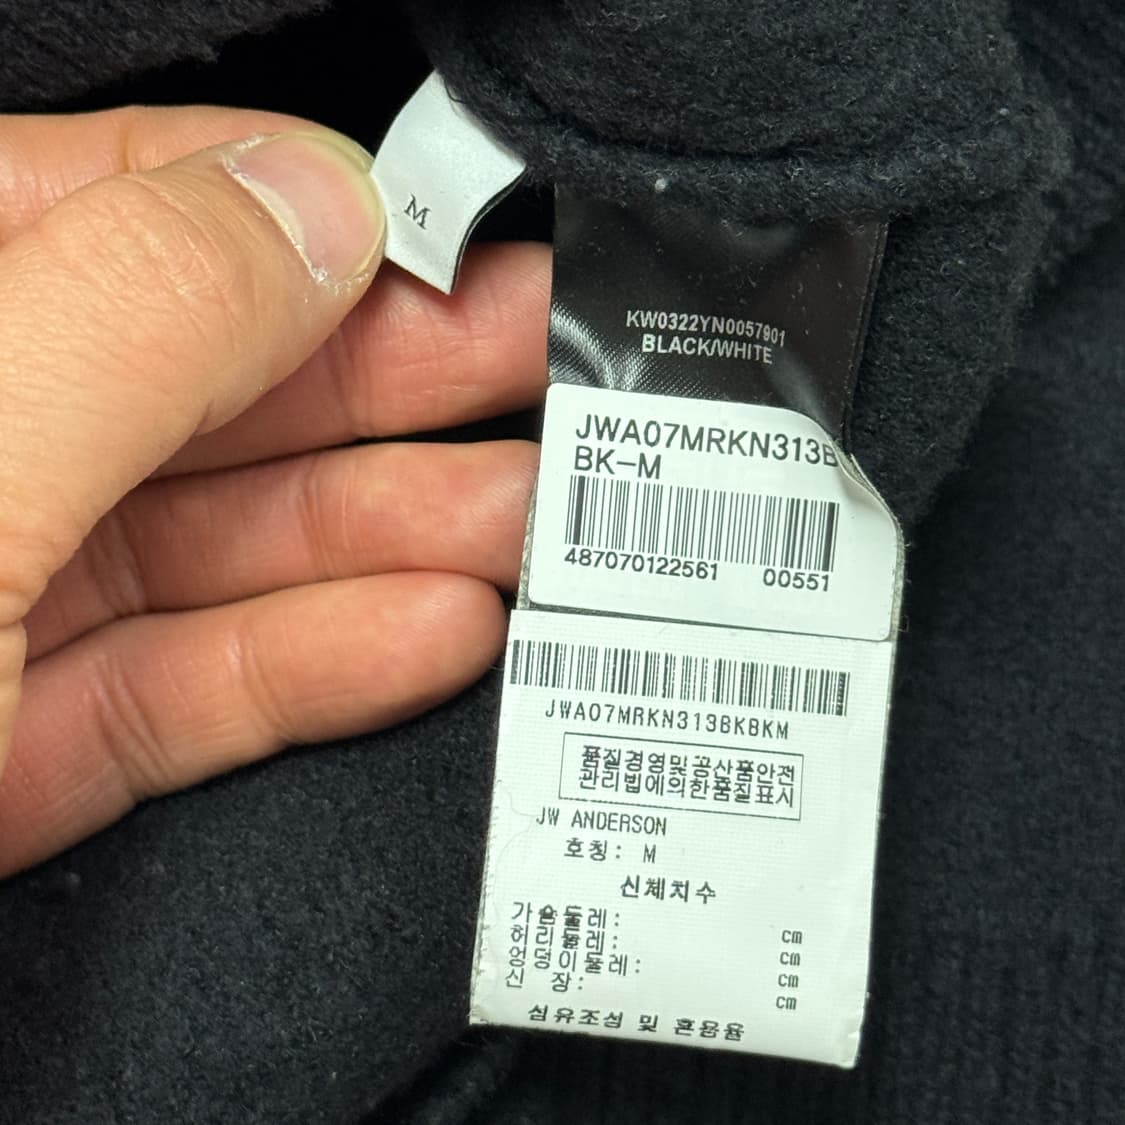 M
KW0322YN0057901
BLACK/WHITE
JWA07MRKN313B
BK-M
487070122561 00551
JWA07MRKN313BKBKM
품질경영및공산품안전
관리법에의한품질표시
JW ANDERSON
호칭: M
신체치수
가슴둘레: cm
허리둘레: cm
엉덩이둘레: cm
신 장: cm
섬유조성 및 혼용율